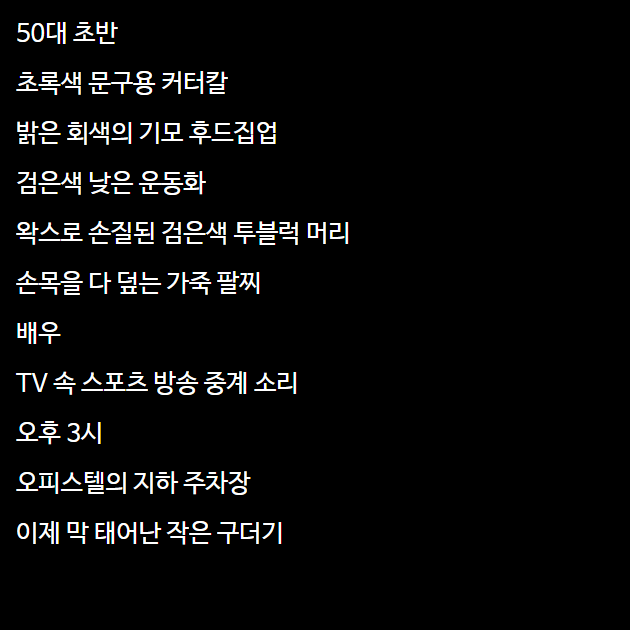 50대 초반
초록색 문구용 커터칼
밝은 회색의 기모 후드집업
검은색 낮은 운동화
왁스로 손질된 검은색 투블럭 머리
손목을 다 덮는 가죽 팔찌
배우
TV 속 스포츠 방송 중계 소리
오후 3시
오피스텔의 지하 주차장
이제 막 태어난 작은 구더기